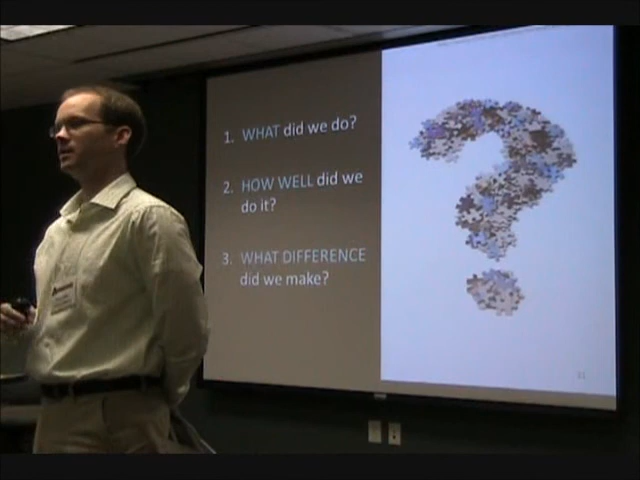 1. WHAT did we do?
2. HOW WELL did we
do it?
3. WHAT DIFFERENCE
did we make?